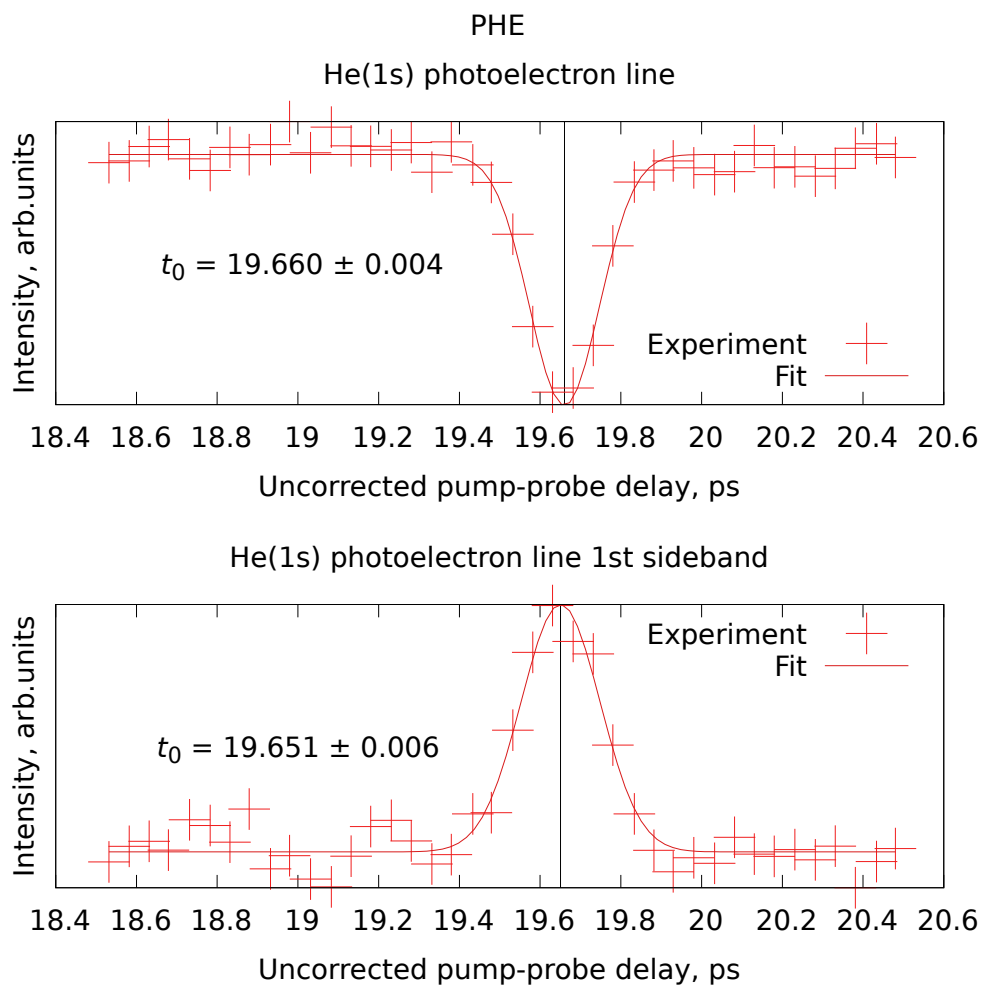 PHE
He(1s) photoelectron line
Intensity, arb.units
t0 = 19.660 ± 0.004
Experiment
Fit
18.4 18.6 18.8 19 19.2 19.4 19.6 19.8 20 20.2 20.4 20.6
Uncorrected pump-probe delay, ps
He(1s) photoelectron line 1st sideband
Intensity, arb.units
Experiment
Fit
t0 = 19.651 ± 0.006
18.4 18.6 18.8 19 19.2 19.4 19.6 19.8 20 20.2 20.4 20.6
Uncorrected pump-probe delay, ps